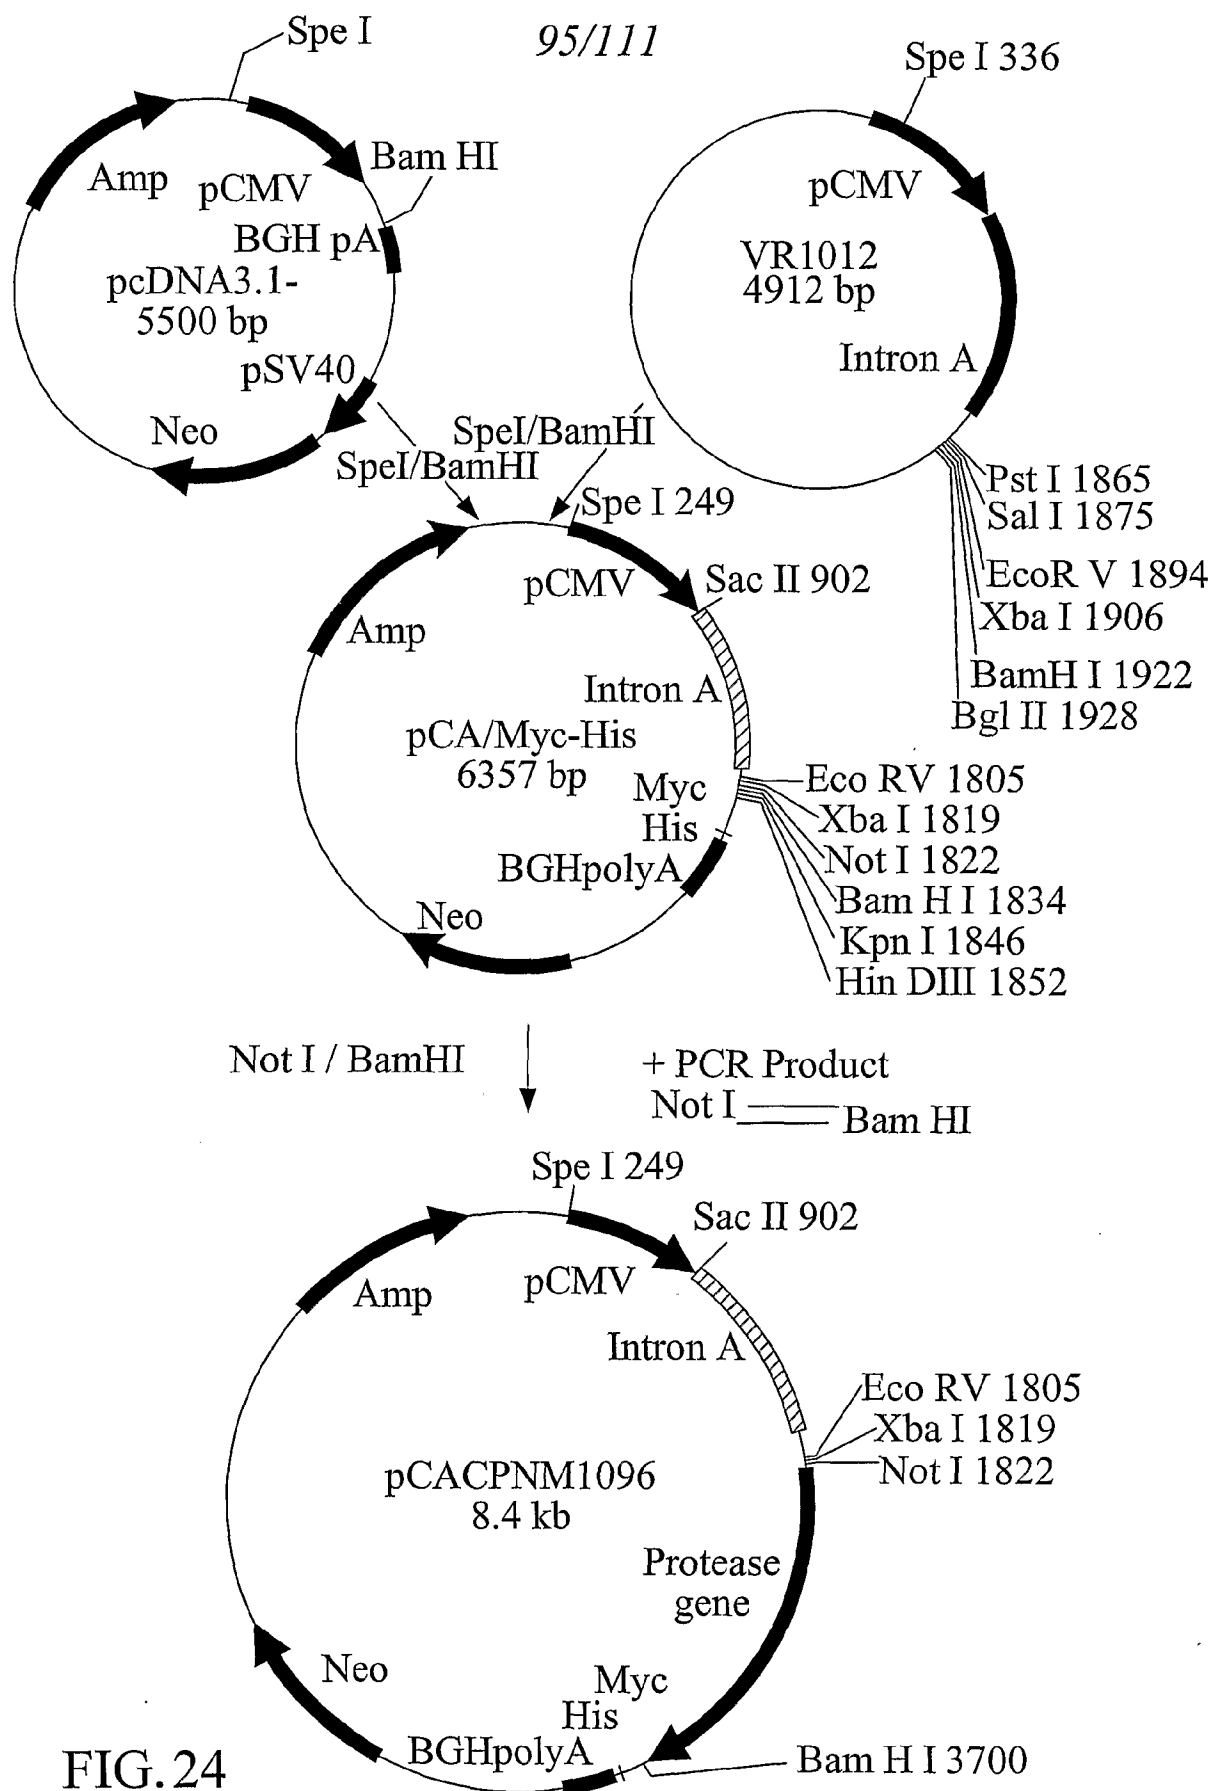 95/111
Spe I
Amp
pCMV
Bam HI
BGH pA
pcDNA3.1-
5500 bp
pSV40
Neo
Spe I 336
pCMV
VR1012
4912 bp
Intron A
Pst I 1865
Sal I 1875
EcoR V 1894
Xba I 1906
BamH I 1922
Bgl II 1928
SpeI/BamHI
SpeI/BamHI
Spe I 249
pCMV
Sac II 902
Amp
Intron A
pCA/Myc-His
6357 bp
Myc
His
BGHpolyA
Neo
Eco RV 1805
Xba I 1819
Not I 1822
Bam H I 1834
Kpn I 1846
Hin DIII 1852
Not I / BamHI
+ PCR Product
Not I Bam HI
Spe I 249
Sac II 902
Amp
pCMV
Intron A
Eco RV 1805
Xba I 1819
Not I 1822
pCACPNM1096
8.4 kb
Protease
gene
Neo
Myc
His
BGHpolyA
Bam H I 3700
FIG.24